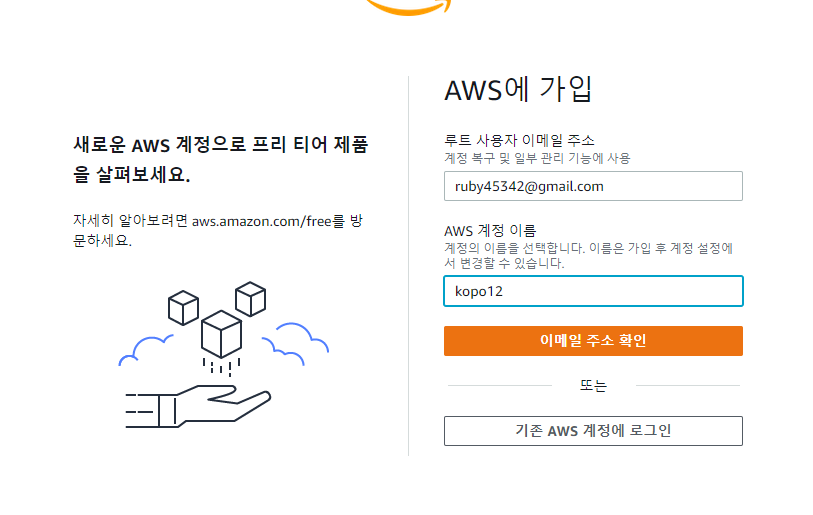 새로운 AWS 계정으로 프리 티어 제품
을 살펴보세요.
자세히 알아보려면 aws.amazon.com/free를 방
문하세요.
AWS에 가입
루트 사용자 이메일 주소
계정 복구 및 일부 관리 기능에 사용
ruby45342@gmail.com
AWS 계정 이름
계정의 이름을 선택합니다. 이름은 가입 후 계정 설정에
서 변경할 수 있습니다.
kopo12
이메일 주소 확인
또는
기존 AWS 계정에 로그인